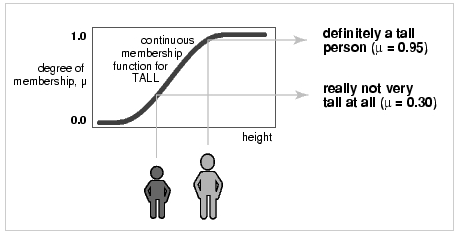 1.0
continuous
membership
function for
TALL
degree of
membership, μ
0.0
height
definitely a tall
person (μ = 0.95)
really not very
tall at all (μ = 0.30)